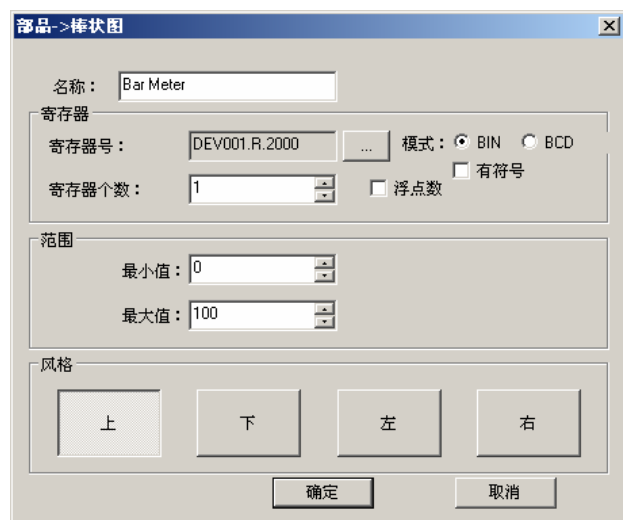 部品->棒状图
名称： Bar Meter
寄存器
寄存器号： DEV001.R.2000 ... 模式： BIN BCD
有符号
寄存器个数： 1 浮点数
范围
最小值： 0
最大值： 100
风格
上 下 左 右
确定 取消